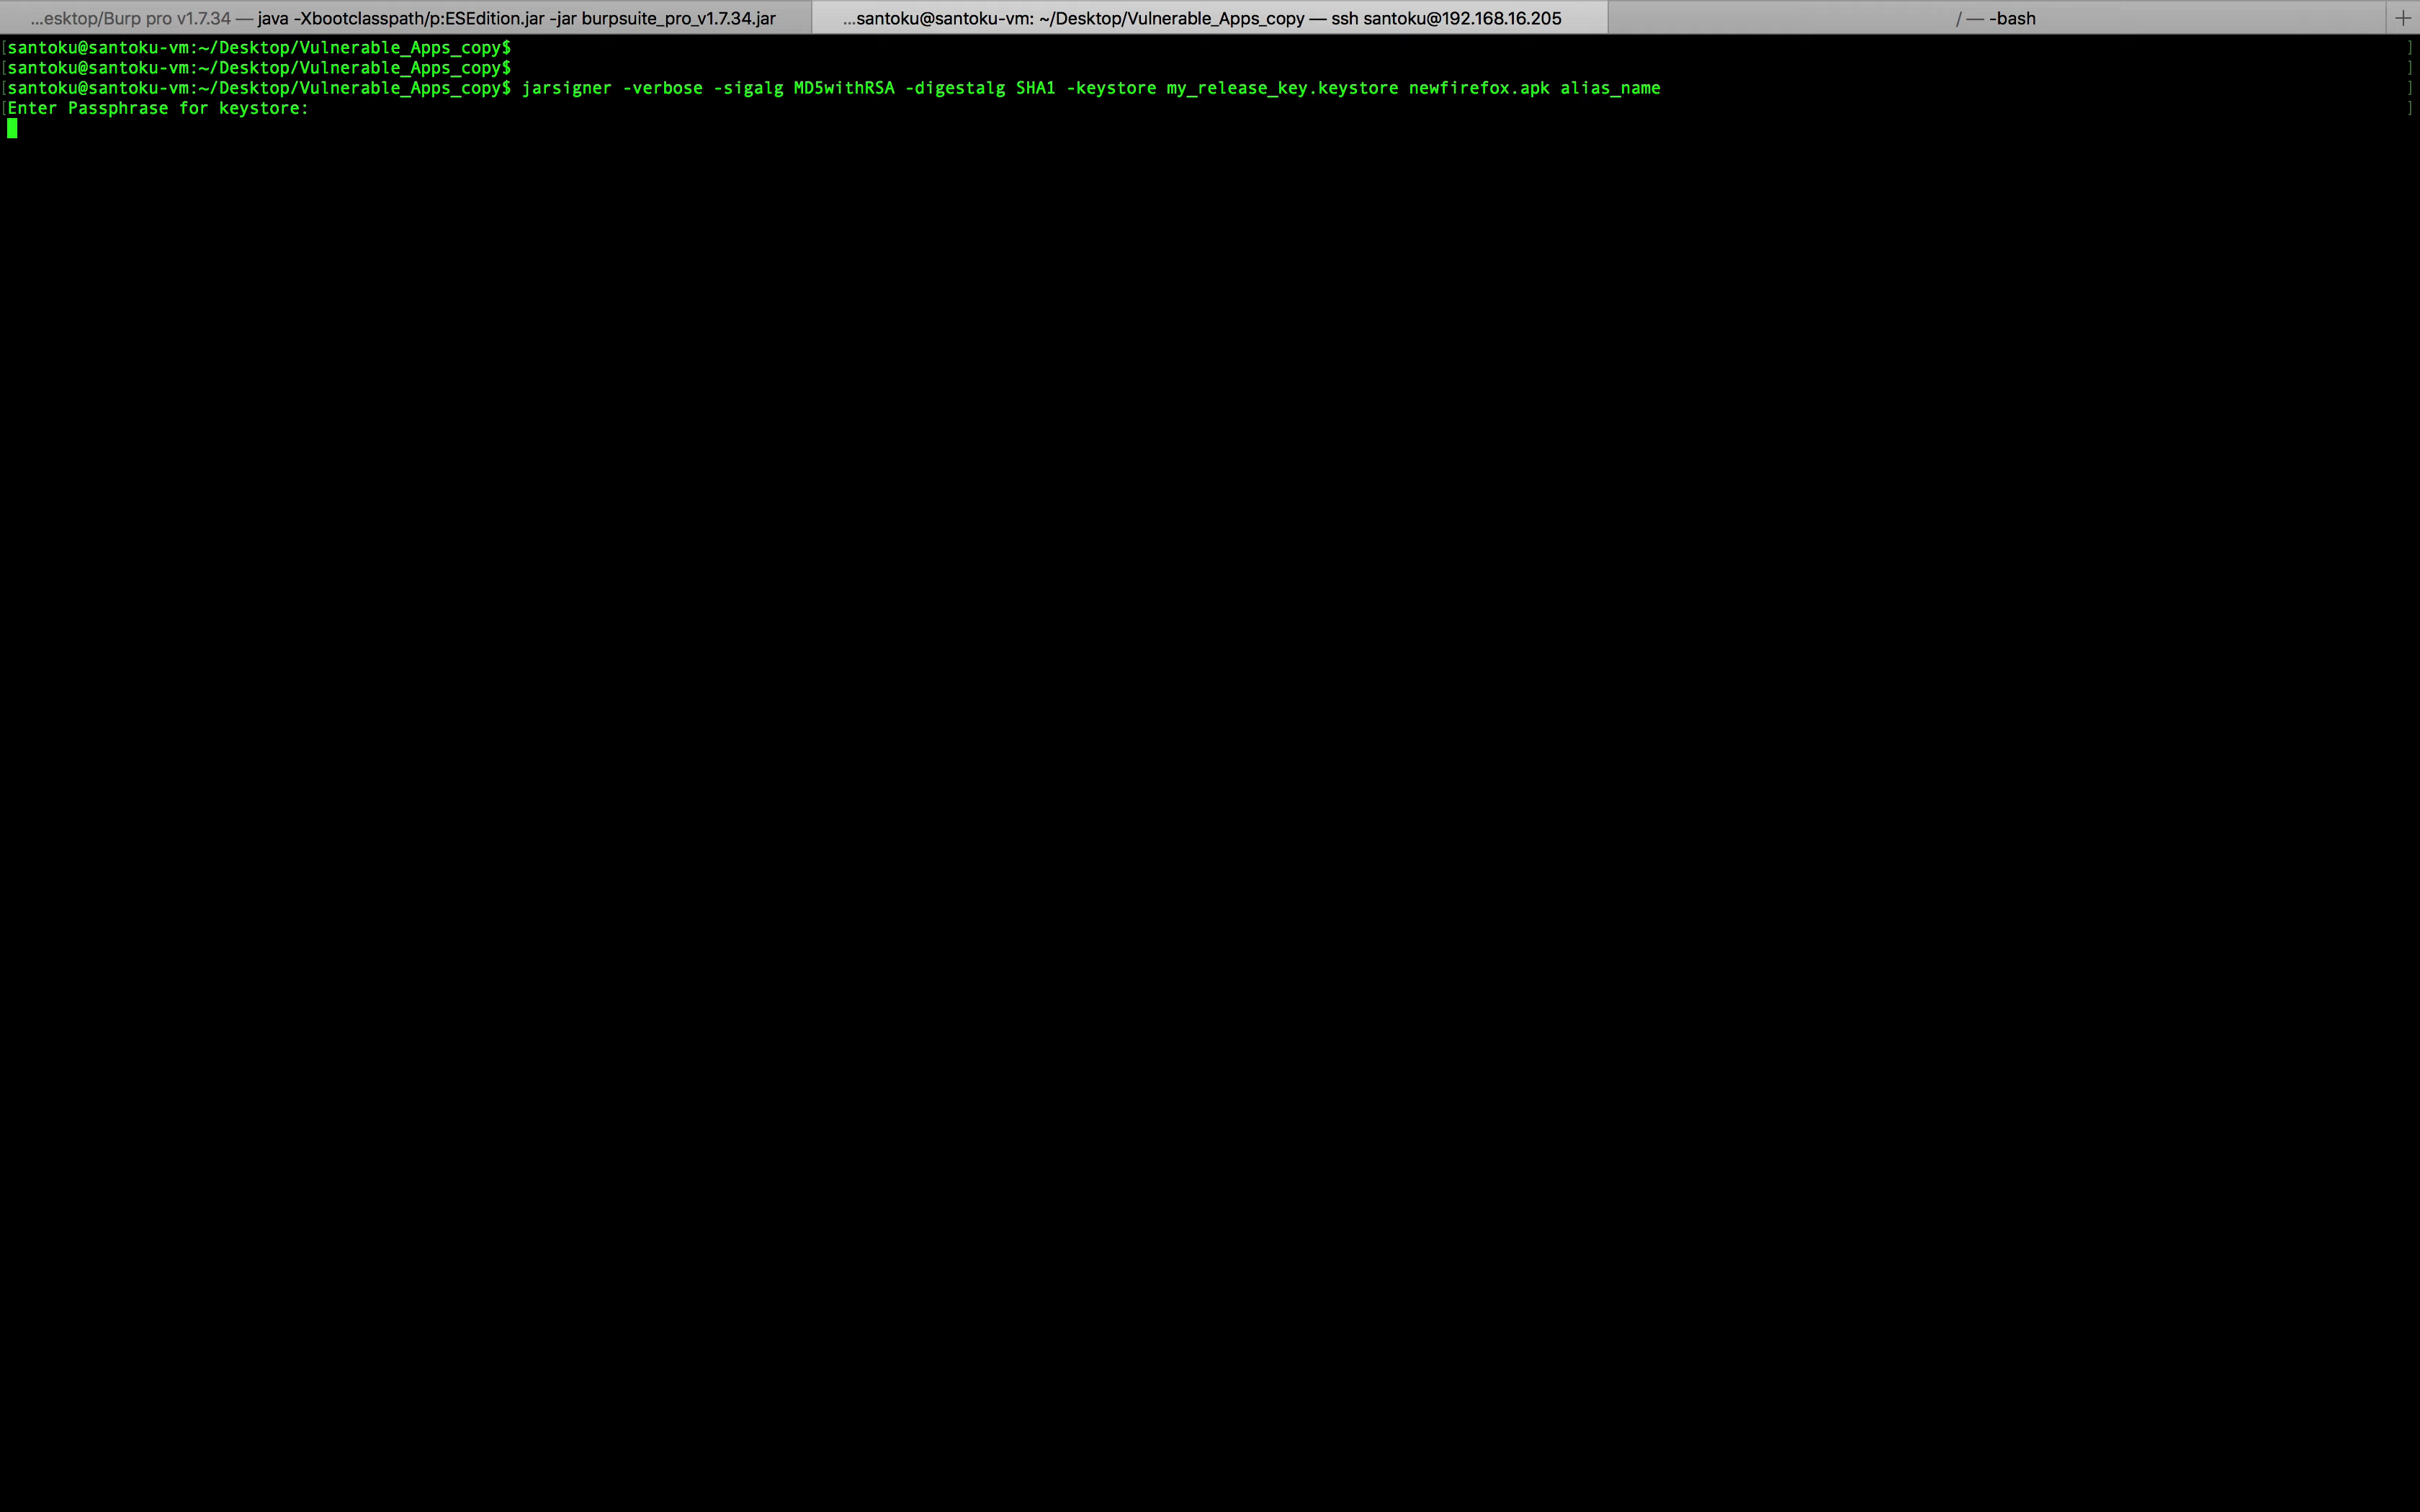 ...esktop/Burp pro v1.7.34 — java -Xbootclasspath/p:ESEdition.jar -jar burpsuite_pro_v1.7.34.jar
...santoku@santoku-vm: ~/Desktop/Vulnerable_Apps_copy — ssh santoku@192.168.16.205
/ — -bash
+
[santoku@santoku-vm:~/Desktop/Vulnerable_Apps_copy$ ]
[santoku@santoku-vm:~/Desktop/Vulnerable_Apps_copy$ ]
[santoku@santoku-vm:~/Desktop/Vulnerable_Apps_copy$ jarsigner -verbose -sigalg MD5withRSA -digestalg SHA1 -keystore my_release_key.keystore newfirefox.apk alias_name ]
[Enter Passphrase for keystore: ]